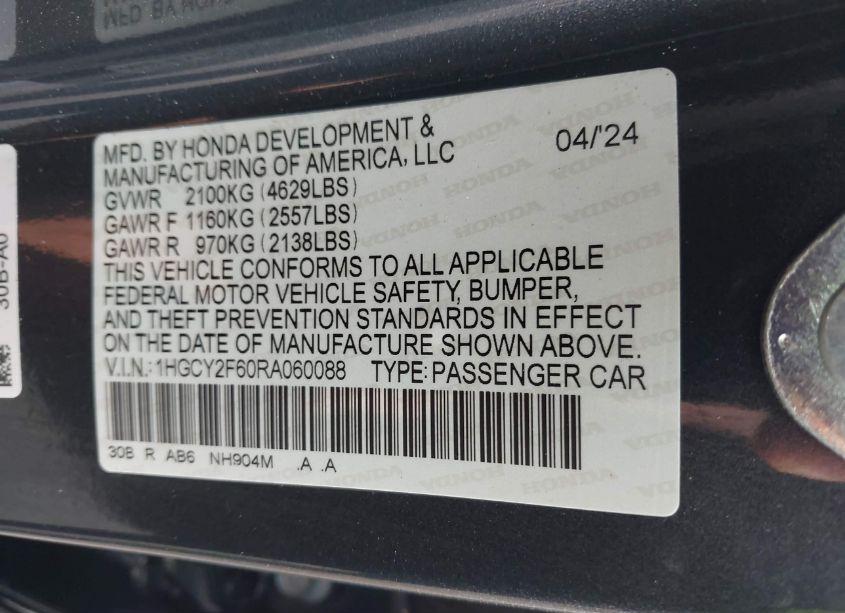 MFD. BY HONDA DEVELOPMENT &
MANUFACTURING OF AMERICA, LLC
04/'24
GVWR 2100KG (4629LBS)
GAWR F 1160KG (2557LBS)
GAWR R 970KG (2138LBS)
THIS VEHICLE CONFORMS TO ALL APPLICABLE
FEDERAL MOTOR VEHICLE SAFETY, BUMPER,
AND THEFT PREVENTION STANDARDS IN EFFECT
ON THE DATE OF MANUFACTURE SHOWN ABOVE.
V.I.N.: 1HGCY2F60RA060088 TYPE: PASSENGER CAR
30B R AB6 NH904M .A .A
30B-A0